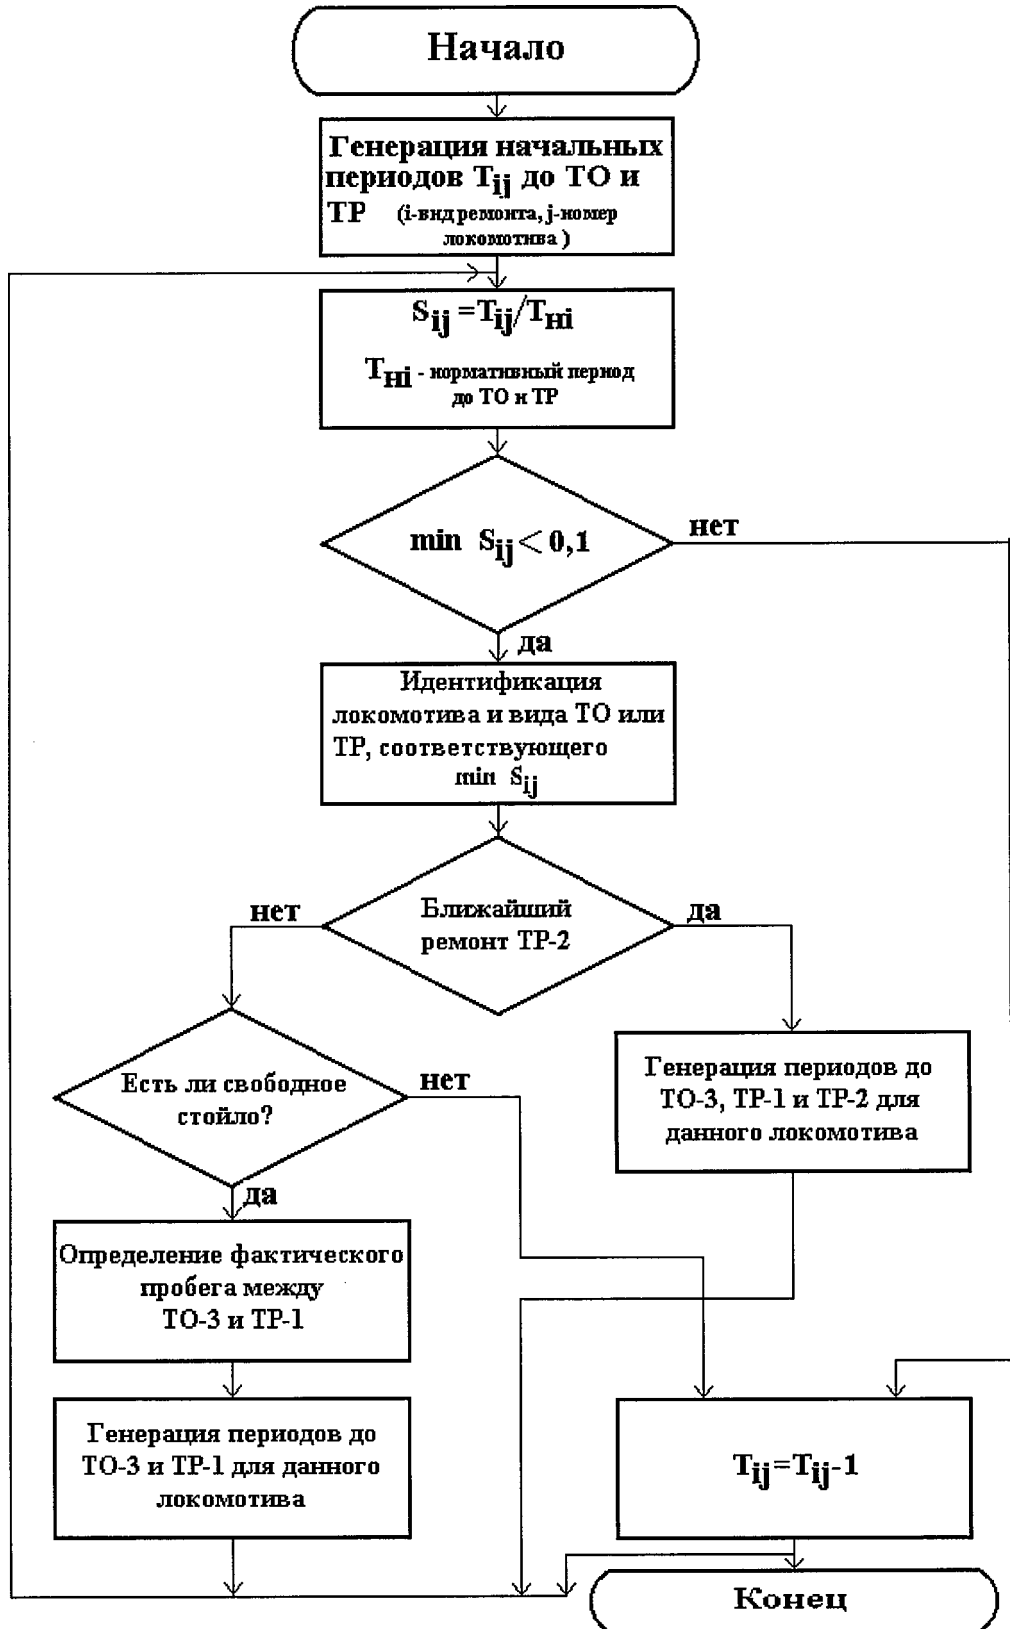 Начало
Генерация начальных
периодов Tij до ТО и
ТР (i-вид ремонта, j-номер
локомотива )
Sij =Tij/Tнi
Tнi - нормативный период
до ТО и ТР
min Sij < 0,1
нет
да
Идентификация
локомотива и вида ТО или
ТР, соответствующего
min Sij
нет
Ближайший
ремонт ТР-2
да
Есть ли свободное
стойло?
нет
Генерация периодов до
ТО-3, ТР-1 и ТР-2 для
данного локомотива
да
Определение фактического
пробега между
ТО-3 и ТР-1
Генерация периодов до
ТО-3 и ТР-1 для данного
локомотива
Tij=Tij-1
Конец